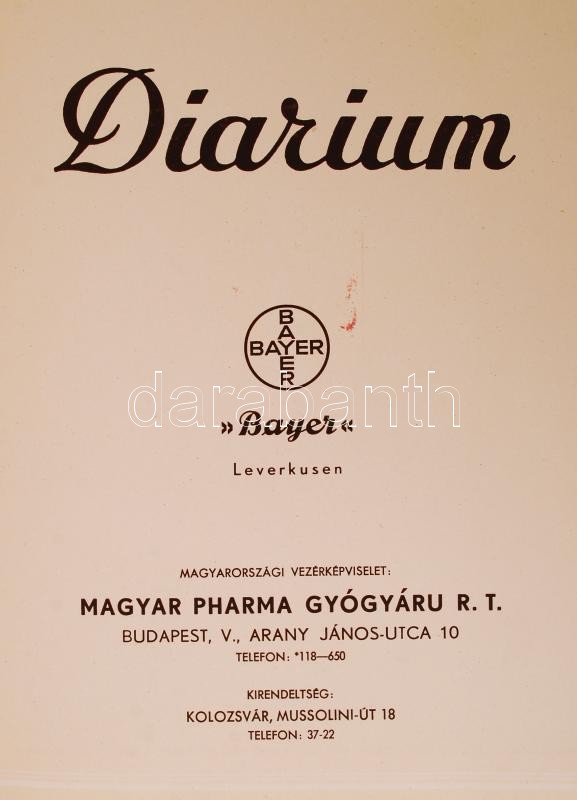 Diarium
BAYER
BAYER
darabanth
»Bayer«
Leverkusen
MAGYARORSZÁGI VEZÉRKÉPVISELET:
MAGYAR PHARMA GYÓGYÁRU R. T.
BUDAPEST, V., ARANY JÁNOS-UTCA 10
TELEFON: *118—650
KIRENDELTSÉG:
KOLOZSVÁR, MUSSOLINI-ÚT 18
TELEFON: 37-22